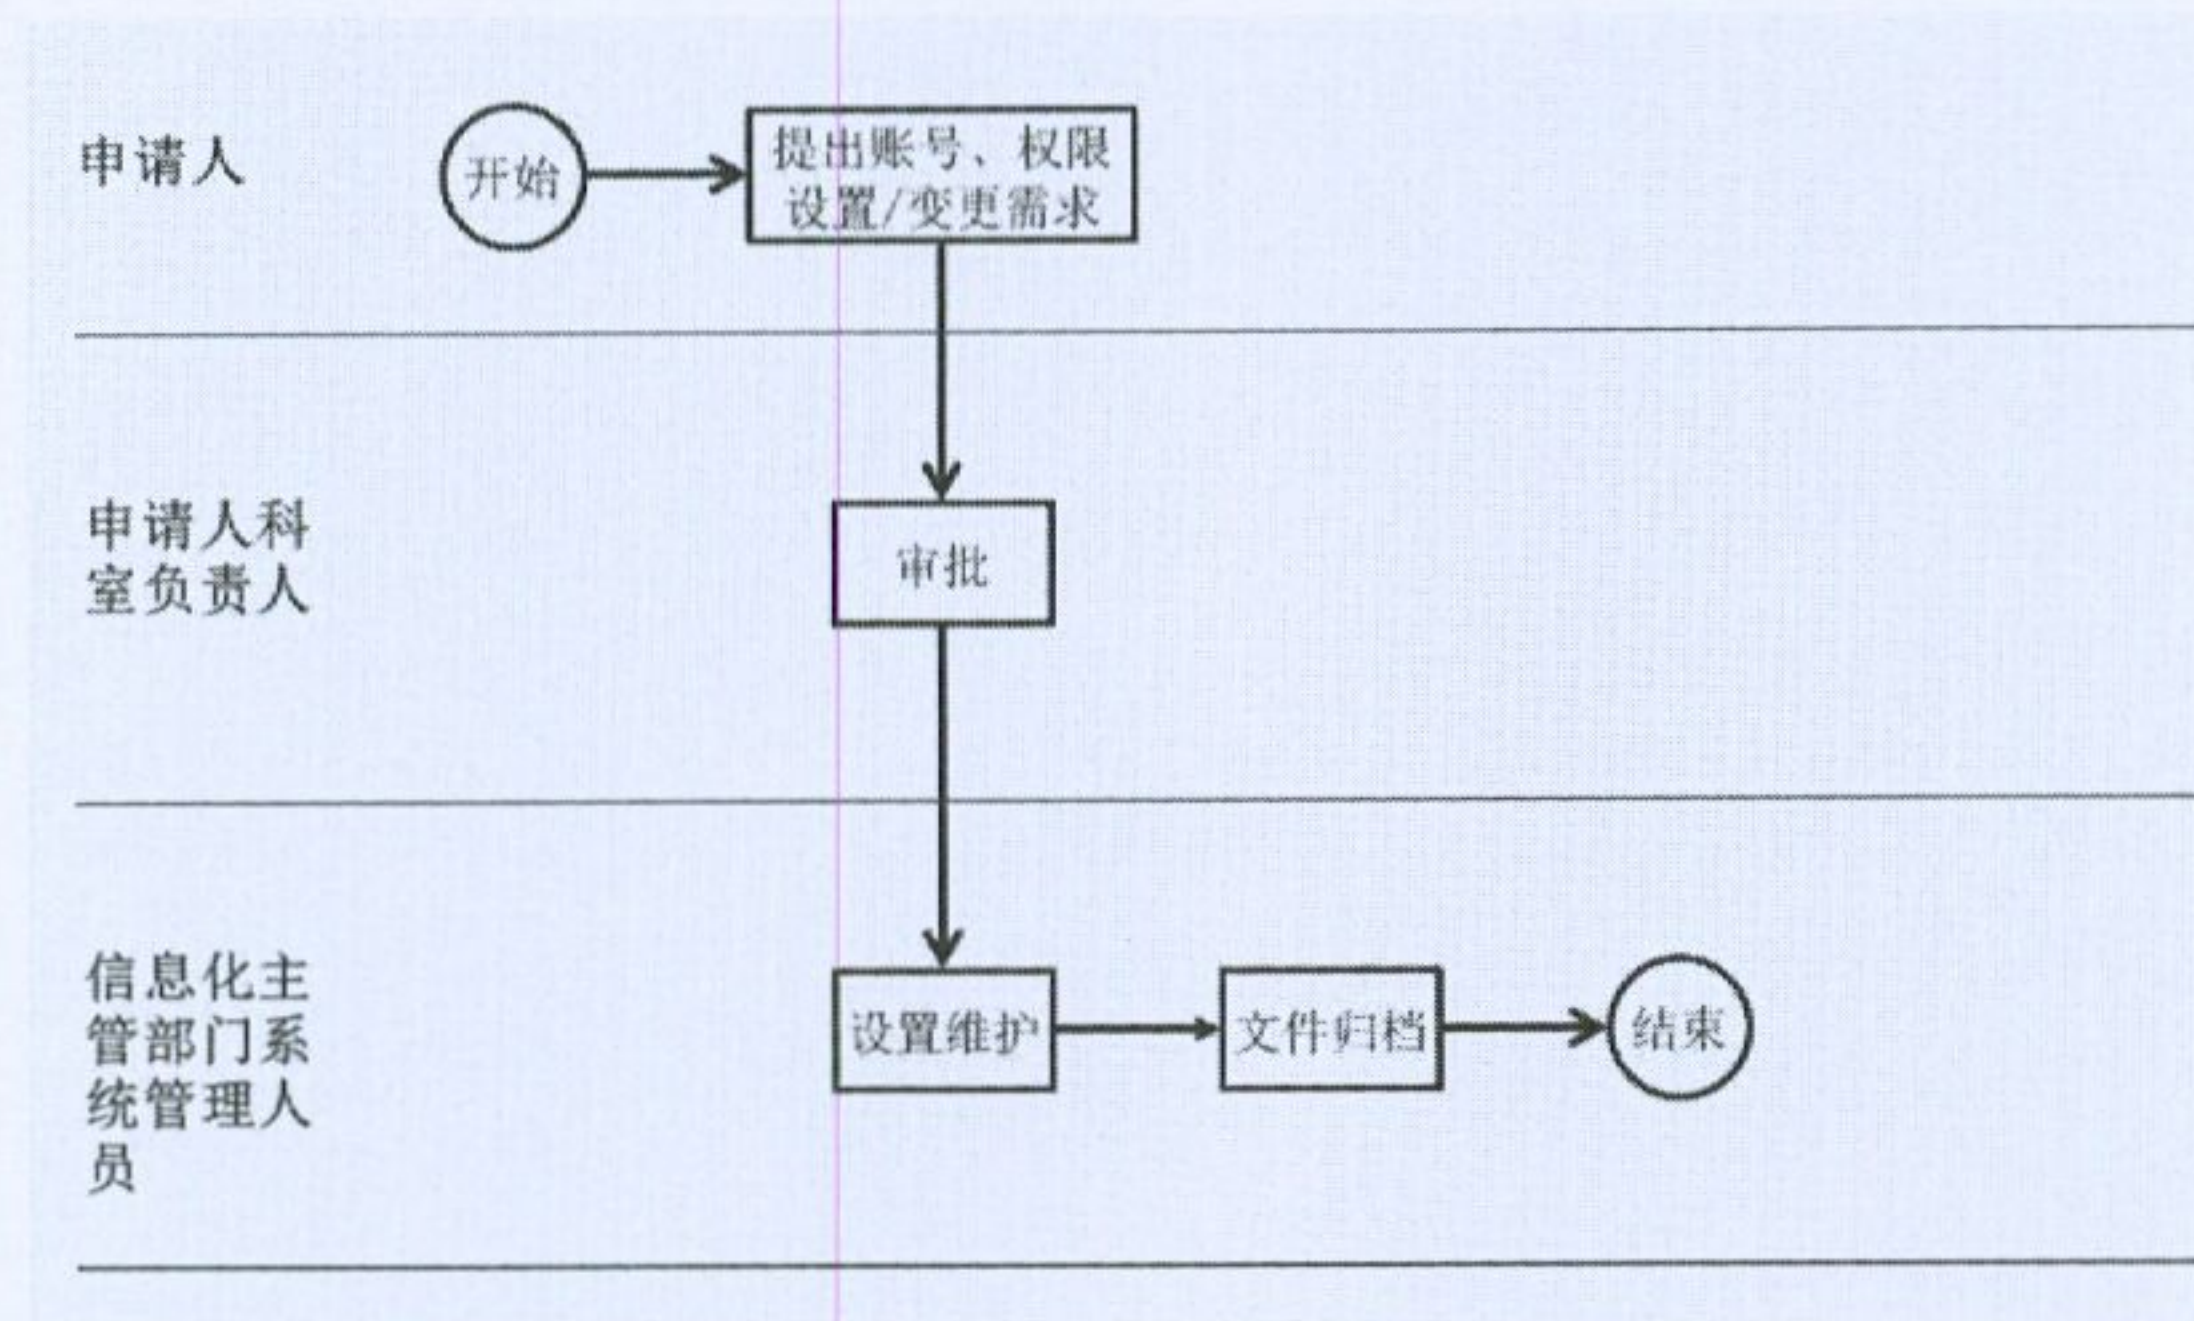 申请人
开始
提出账号、权限
设置/变更需求
申请人科
室负责人
审批
信息化主
管部门系
统管理人
员
设置维护
文件归档
结束